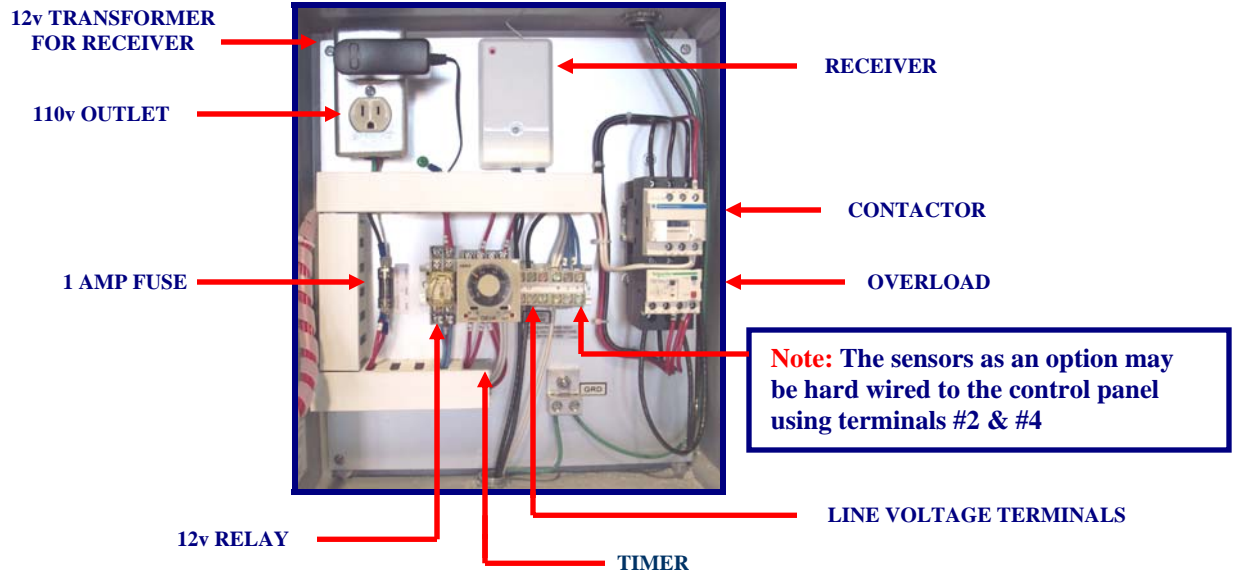 12v TRANSFORMER
FOR RECEIVER
RECEIVER
110v OUTLET
CONTACTOR
1 AMP FUSE
OVERLOAD
Note: The sensors as an option may
be hard wired to the control panel
using terminals #2 & #4
GRD
LINE VOLTAGE TERMINALS
12v RELAY
TIMER